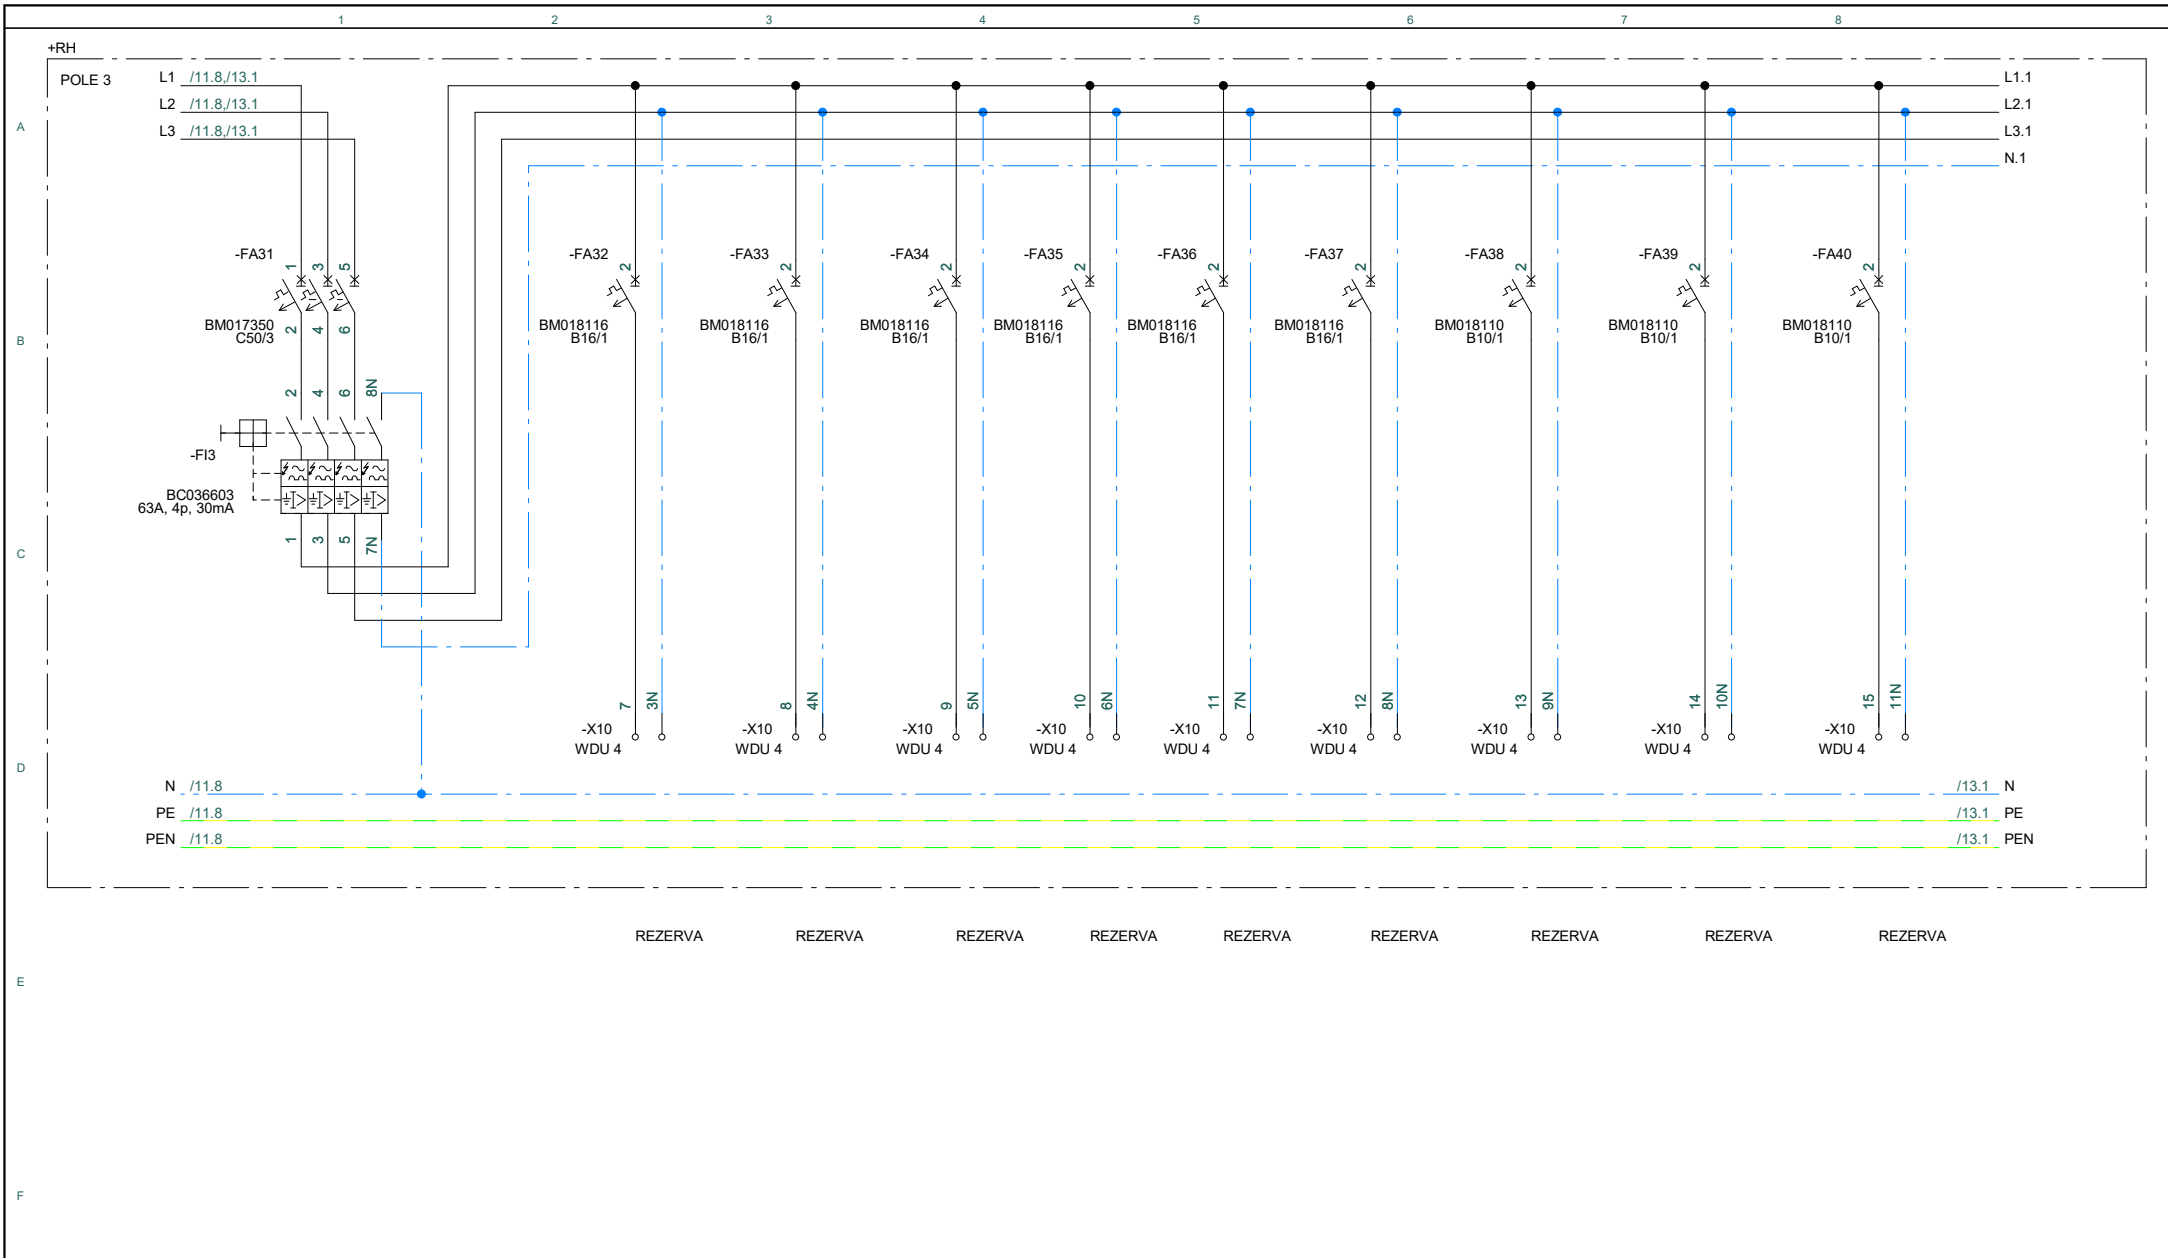 1 2 3 4 5 6 7 8
+RH
POLE 3
L1 /11.8,/13.1 L1.1
L2 /11.8,/13.1 L2.1
A
L3 /11.8,/13.1 L3.1
N.1
-FA31 1 3 5
-FA32 2
-FA33 2
-FA34 2
-FA35 2
-FA36 2
-FA37 2
-FA38 2
-FA39 2
-FA40 2
BM017350
C50/3
2 4 6
BM018116
B16/1
BM018116
B16/1
BM018116
B16/1
BM018116
B16/1
BM018116
B16/1
BM018116
B16/1
BM018110
B10/1
BM018110
B10/1
BM018110
B10/1
B
2 4 6 8N
-FI3
BC036603
63A, 4p, 30mA
1 3 5 7N
C
7 3N
-X10
WDU 4
8 4N
-X10
WDU 4
9 5N
-X10
WDU 4
10 6N
-X10
WDU 4
11 7N
-X10
WDU 4
12 8N
-X10
WDU 4
13 9N
-X10
WDU 4
14 10N
-X10
WDU 4
15 11N
-X10
WDU 4
D
N /11.8 /13.1 N
PE /11.8 /13.1 PE
PEN /11.8 /13.1 PEN
REZERVA REZERVA REZERVA REZERVA REZERVA REZERVA REZERVA REZERVA REZERVA
E
F